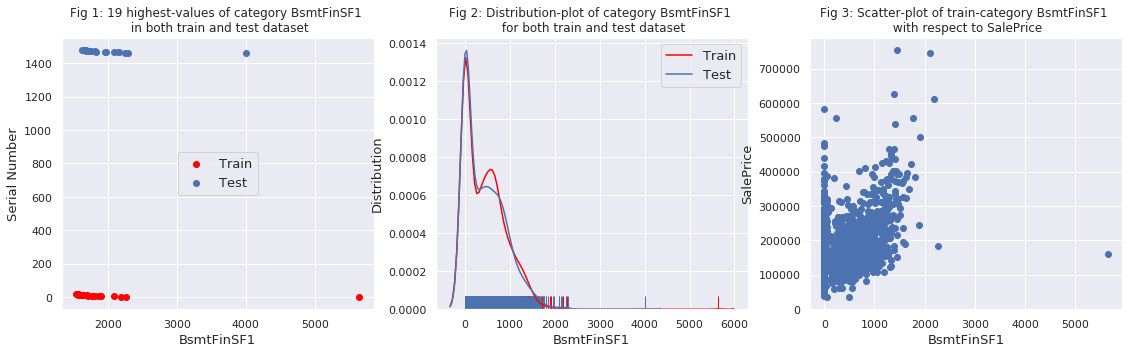 Fig 1: 19 highest-values of category BsmtFinSF1
in both train and test dataset
1400
1200
1000
800
600
400
200
0
Serial Number
Train
Test
2000
3000
4000
5000
BsmtFinSF1
Fig 2: Distribution-plot of category BsmtFinSF1
for both train and test dataset
0.0014
0.0012
0.0010
0.0008
0.0006
0.0004
0.0002
0.0000
Distribution
Train
Test
0
1000
2000
3000
4000
5000
6000
BsmtFinSF1
Fig 3: Scatter-plot of train-category BsmtFinSF1
with respect to SalePrice
700000
600000
500000
400000
300000
200000
100000
0
SalePrice
0
1000
2000
3000
4000
5000
BsmtFinSF1